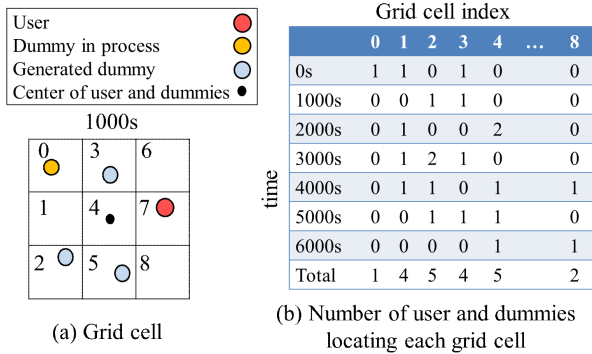 User
Dummy in process
Generated dummy
Center of user and dummies
1000s
0 3 6
1 4 7
2 5 8
(a) Grid cell
Grid cell index
0 1 2 3 4 ... 8
0s 1 1 0 1 0 0
1000s 0 0 1 1 0 0
2000s 0 1 0 0 2 0
3000s 0 1 2 1 0 0
4000s 0 1 1 0 1 1
5000s 0 0 1 1 1 0
6000s 0 0 0 0 1 1
Total 1 4 5 4 5 2
time
(b) Number of user and dummies
locating each grid cell